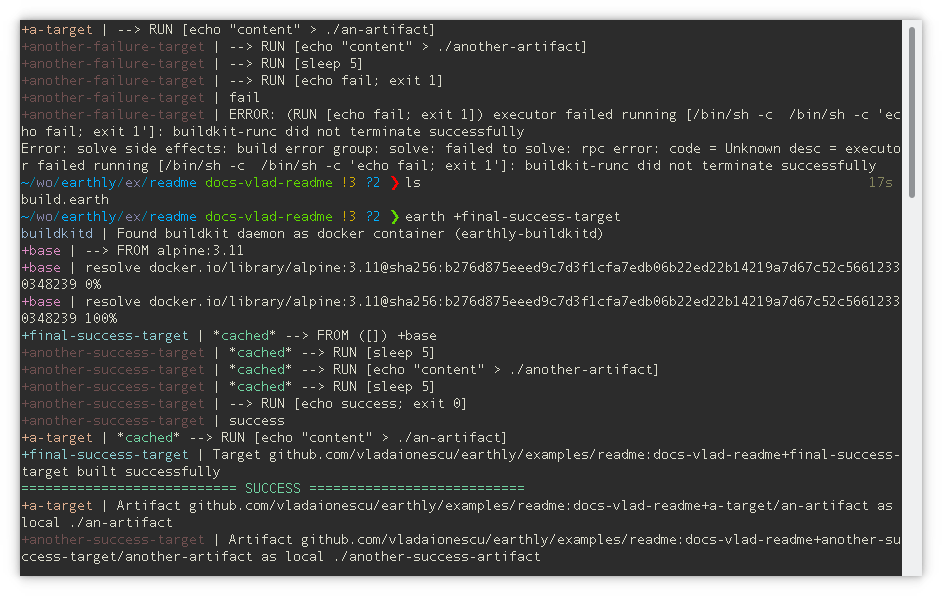 +a-target | --> RUN [echo "content" > ./an-artifact]
+another-failure-target | --> RUN [echo "content" > ./another-artifact]
+another-failure-target | --> RUN [sleep 5]
+another-failure-target | --> RUN [echo fail; exit 1]
+another-failure-target | fail
+another-failure-target | ERROR: (RUN [echo fail; exit 1]) executor failed running [/bin/sh -c  /bin/sh -c 'ec
ho fail; exit 1']: buildkit-runc did not terminate successfully
Error: solve side effects: build error group: solve: failed to solve: rpc error: code = Unknown desc = executo
r failed running [/bin/sh -c  /bin/sh -c 'echo fail; exit 1']: buildkit-runc did not terminate successfully
~/wo/earthly/ex/readme docs-vlad-readme !3 ?2 ❯ ls 17s
build.earth
~/wo/earthly/ex/readme docs-vlad-readme !3 ?2 ❯ earth +final-success-target
buildkitd | Found buildkit daemon as docker container (earthly-buildkitd)
+base | --> FROM alpine:3.11
+base | resolve docker.io/library/alpine:3.11@sha256:b276d875eeed9c7d3f1cfa7edb06b22ed22b14219a7d67c52c5661233
0348239 0%
+base | resolve docker.io/library/alpine:3.11@sha256:b276d875eeed9c7d3f1cfa7edb06b22ed22b14219a7d67c52c5661233
0348239 100%
+final-success-target | *cached* --> FROM ([]) +base
+another-success-target | *cached* --> RUN [sleep 5]
+another-success-target | *cached* --> RUN [echo "content" > ./another-artifact]
+another-success-target | *cached* --> RUN [sleep 5]
+another-success-target | --> RUN [echo success; exit 0]
+another-success-target | success
+a-target | *cached* --> RUN [echo "content" > ./an-artifact]
+final-success-target | Target github.com/vladaionescu/earthly/examples/readme:docs-vlad-readme+final-success-
target built successfully
=========================== SUCCESS ===========================
+a-target | Artifact github.com/vladaionescu/earthly/examples/readme:docs-vlad-readme+a-target/an-artifact as
local ./an-artifact
+another-success-target | Artifact github.com/vladaionescu/earthly/examples/readme:docs-vlad-readme+another-su
ccess-target/another-artifact as local ./another-success-artifact